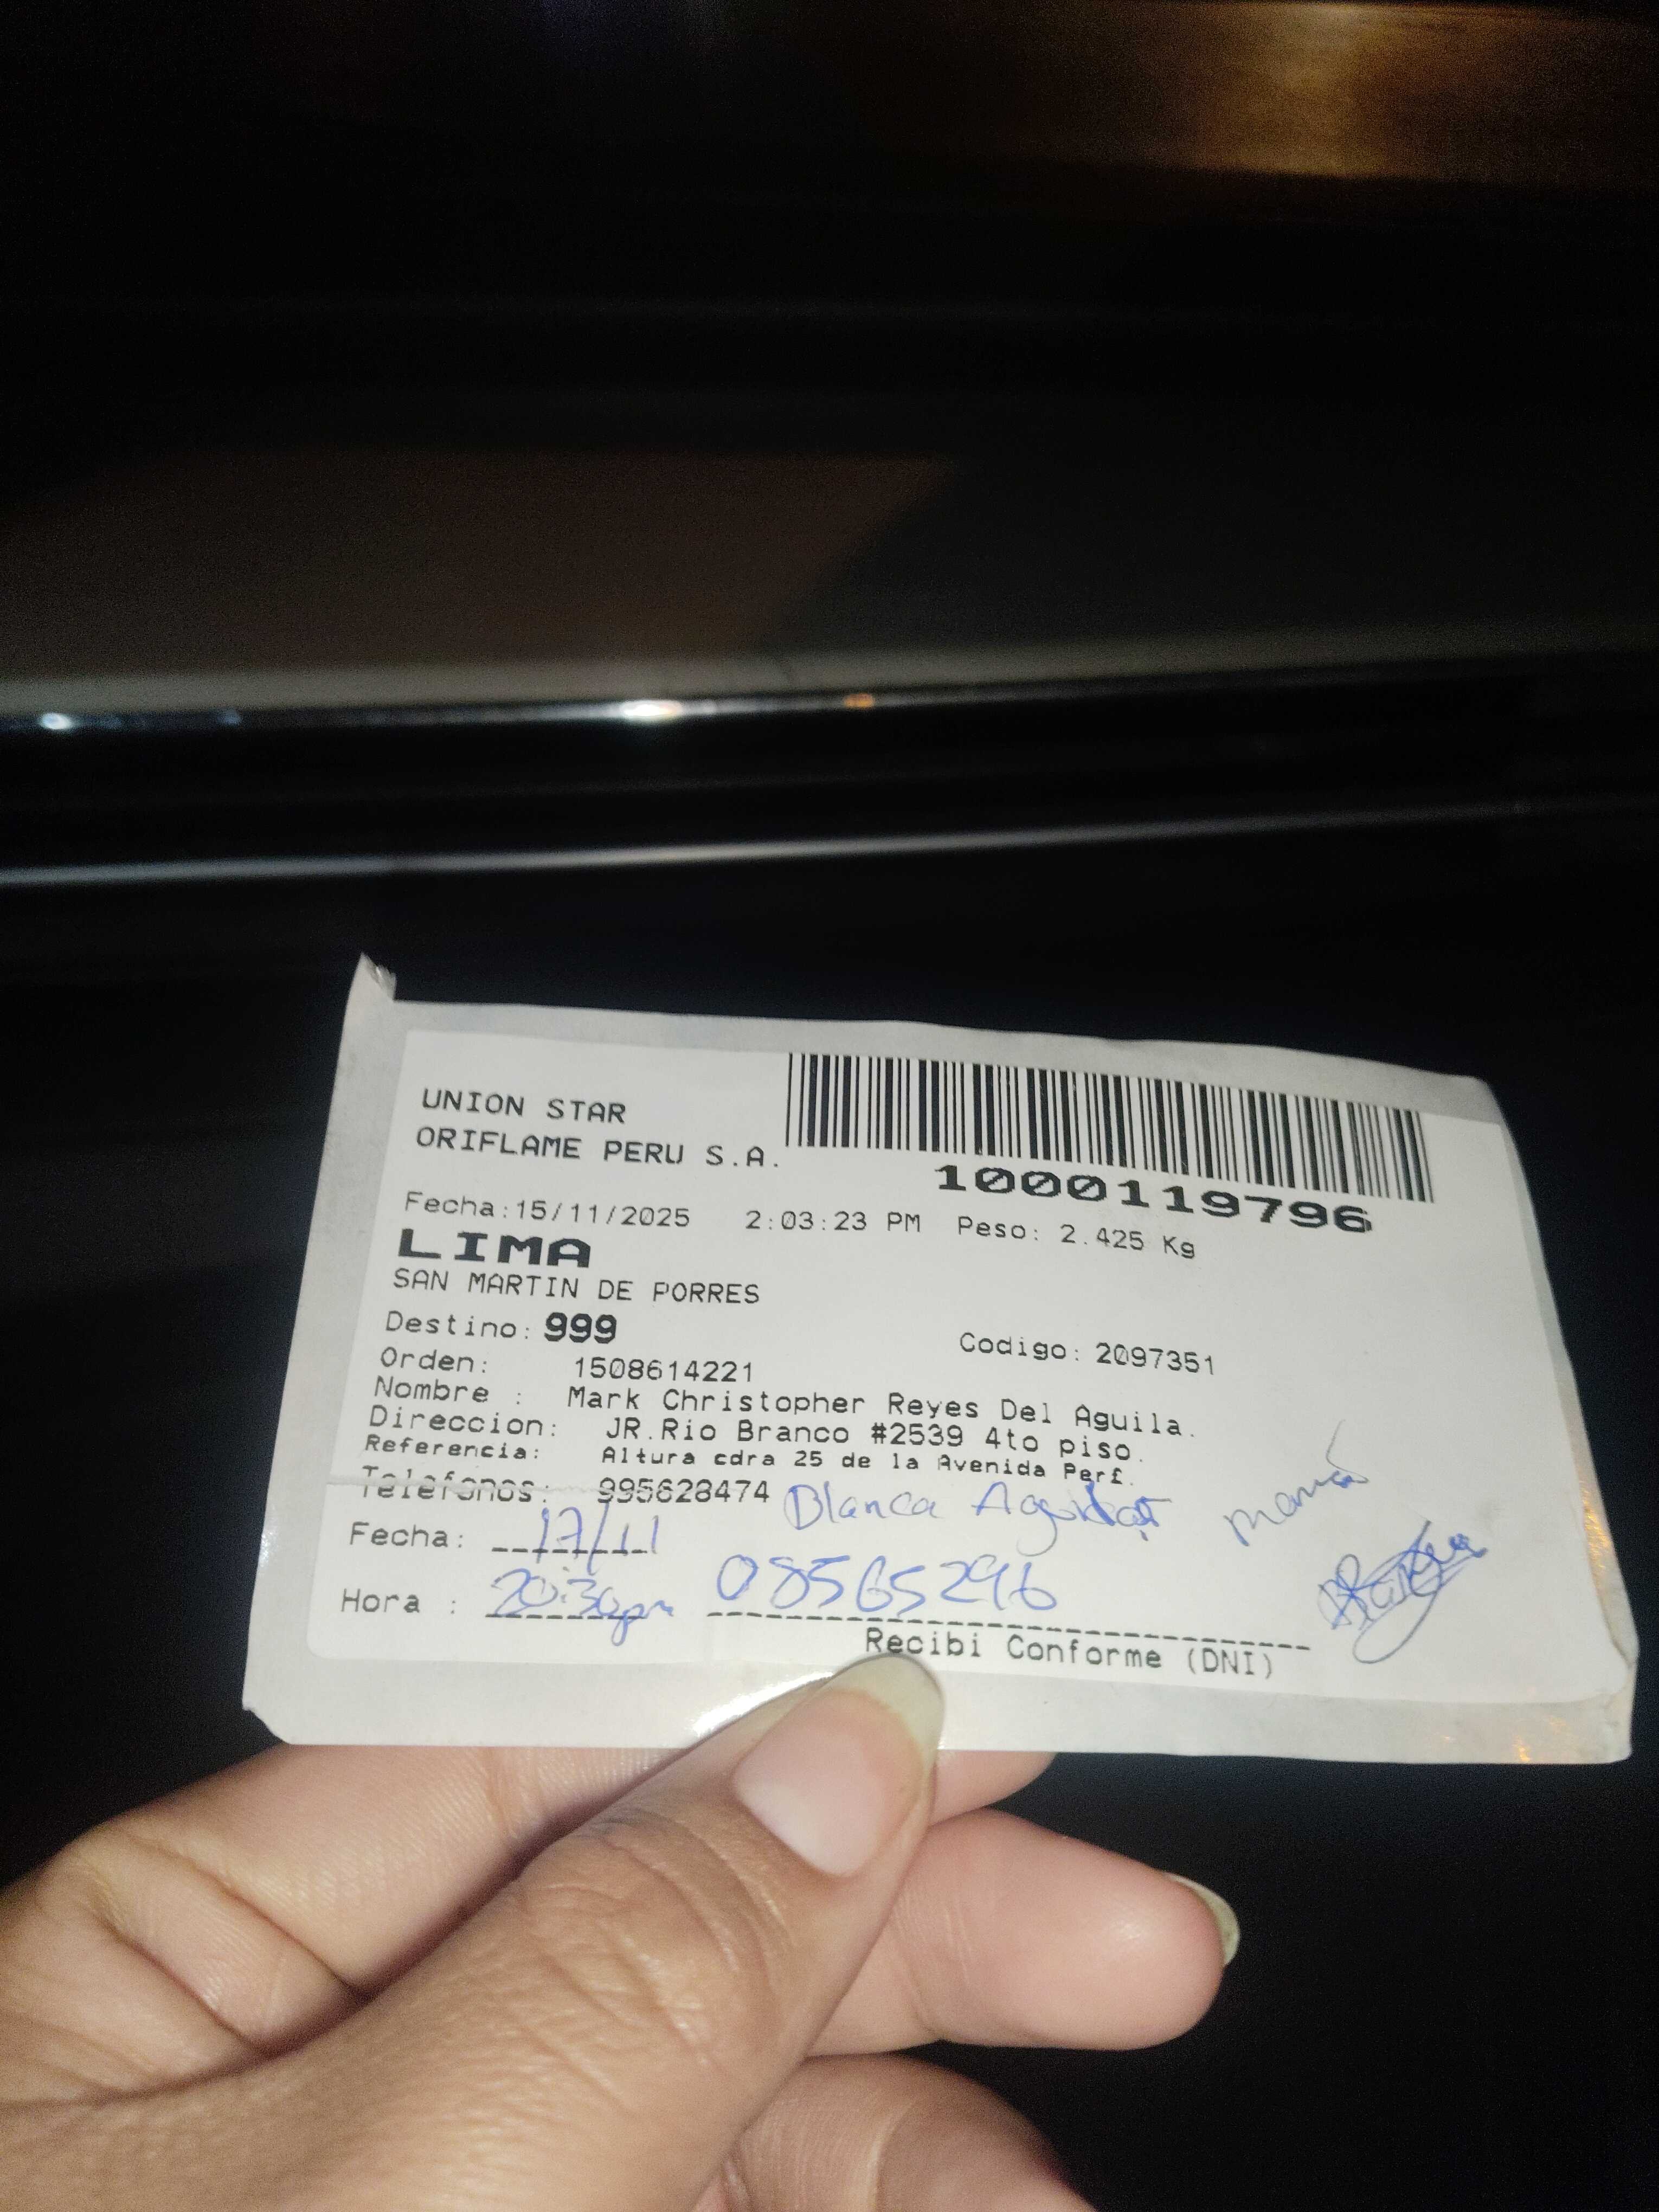 UNION STAR
ORIFLAME PERU S.A.
1000119796
Fecha:15/11/2025 2:03:23 PM Peso: 2.425 Kg
LIMA
SAN MARTIN DE PORRES
Destino: 999 Codigo: 2097351
Orden: 1508614221
Nombre : Mark Christopher Reyes Del Aguila.
Direccion: JR.Rio Branco #2539 4to piso.
Referencia: Altura cdra 25 de la Avenida Perf.
Telefonos: 995628474 Blanca mamá
Fecha: 17/11
Hora : 20:30pm 08565296
Recibi Conforme (DNI)